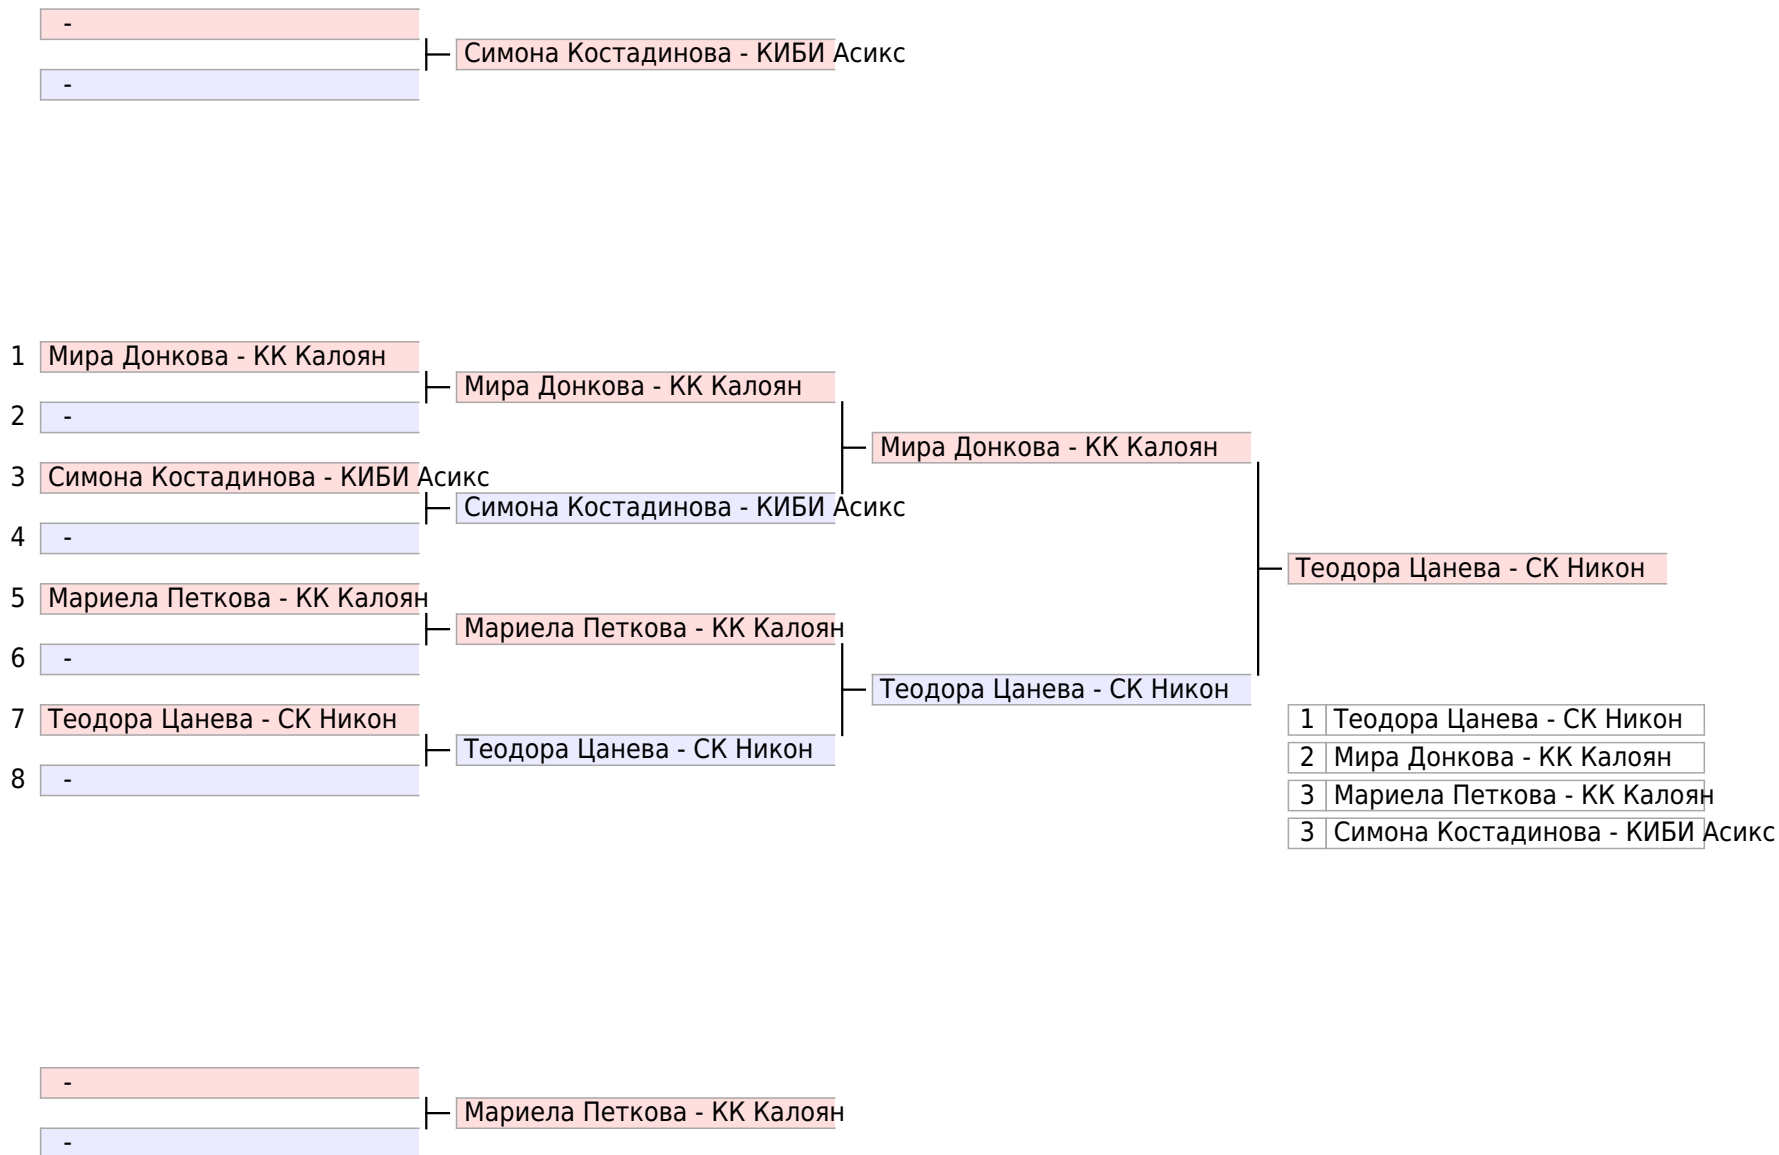 -
Симона Костадинова - КИБИ Асикс
-
1 Мира Донкова - КК Калоян
Мира Донкова - КК Калоян
2 -
Мира Донкова - КК Калоян
3 Симона Костадинова - КИБИ Асикс
Симона Костадинова - КИБИ Асикс
4 -
Теодора Цанева - СК Никон
5 Мариела Петкова - КК Калоян
Мариела Петкова - КК Калоян
6 -
Теодора Цанева - СК Никон
7 Теодора Цанева - СК Никон
Теодора Цанева - СК Никон
8 -
1 Теодора Цанева - СК Никон
2 Мира Донкова - КК Калоян
3 Мариела Петкова - КК Калоян
3 Симона Костадинова - КИБИ Асикс
-
Мариела Петкова - КК Калоян
-